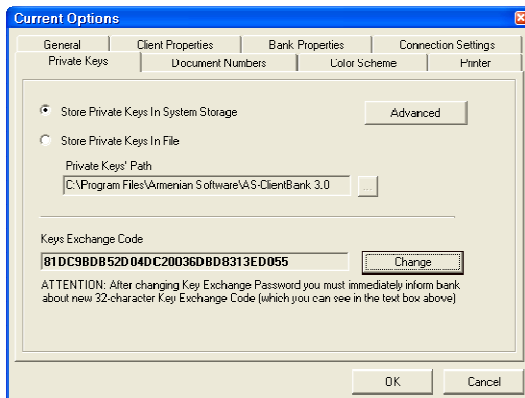 Current Options
General Client Properties Bank Properties Connection Settings
Private Keys Document Numbers Color Scheme Printer
Store Private Keys In System Storage Advanced
Store Private Keys In File
Private Keys' Path
C:\Program Files\Armenian Software\AS-ClientBank 3.0 ...
Keys Exchange Code
81DC9BDB52D04DC20036DBD8313ED055 Change
ATTENTION: After changing Key Exchange Password you must immediately inform bank
about new 32-character Key Exchange Code (which you can see in the text box above)
OK Cancel